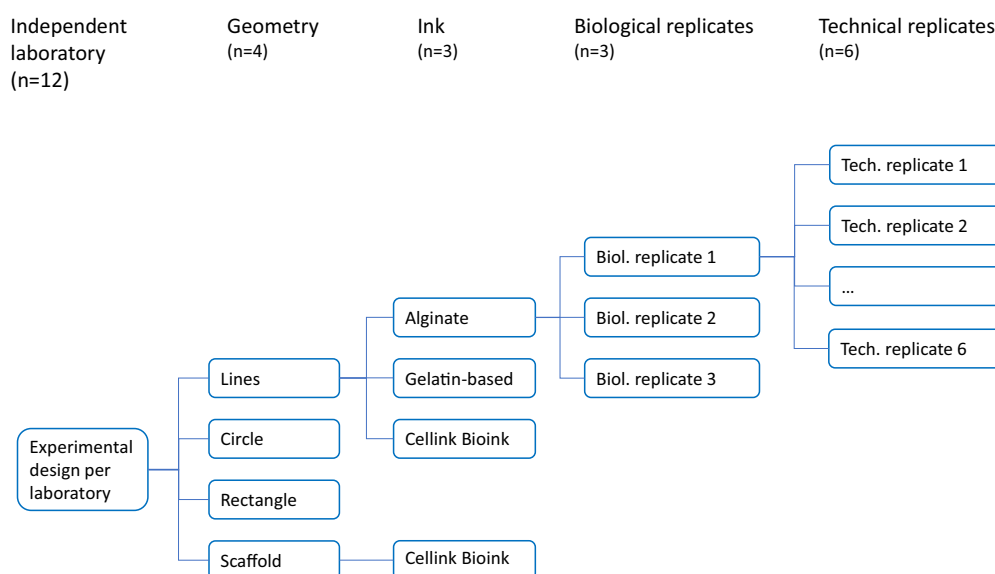 Independent
laboratory
(n=12)
Geometry
(n=4)
Ink
(n=3)
Biological replicates
(n=3)
Technical replicates
(n=6)
Tech. replicate 1
Tech. replicate 2
...
Tech. replicate 6
Biol. replicate 1
Biol. replicate 2
Biol. replicate 3
Alginate
Gelatin-based
Cellink Bioink
Lines
Circle
Rectangle
Scaffold
Cellink Bioink
Experimental
design per
laboratory